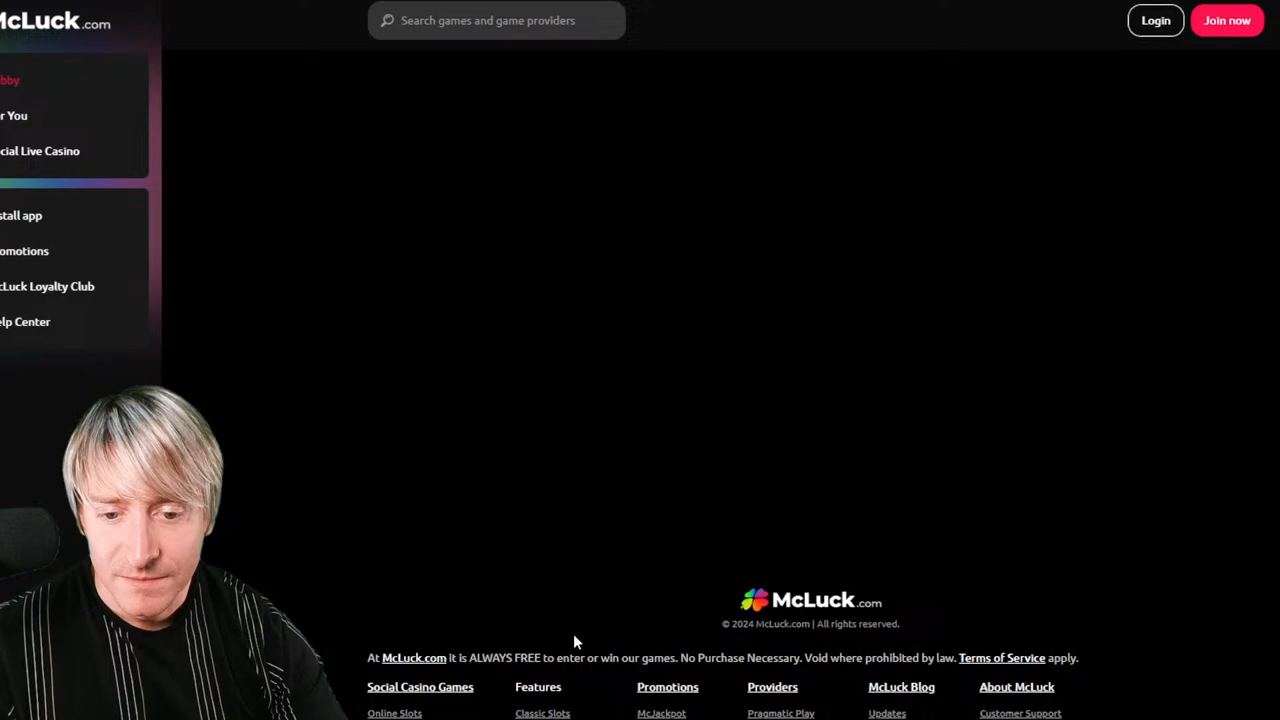 McLuck.com
Search games and game providers
Login
Join now
bby
r You
cial Live Casino
stall app
omotions
cLuck Loyalty Club
elp Center
McLuck.com
© 2024 McLuck.com | All rights reserved.
At McLuck.com it is ALWAYS FREE to enter or win our games. No Purchase Necessary. Void where prohibited by law. Terms of Service apply.
Social Casino Games Features Promotions Providers McLuck Blog About McLuck
Online Slots Classic Slots McJackpot Pragmatic Play Updates Customer Support